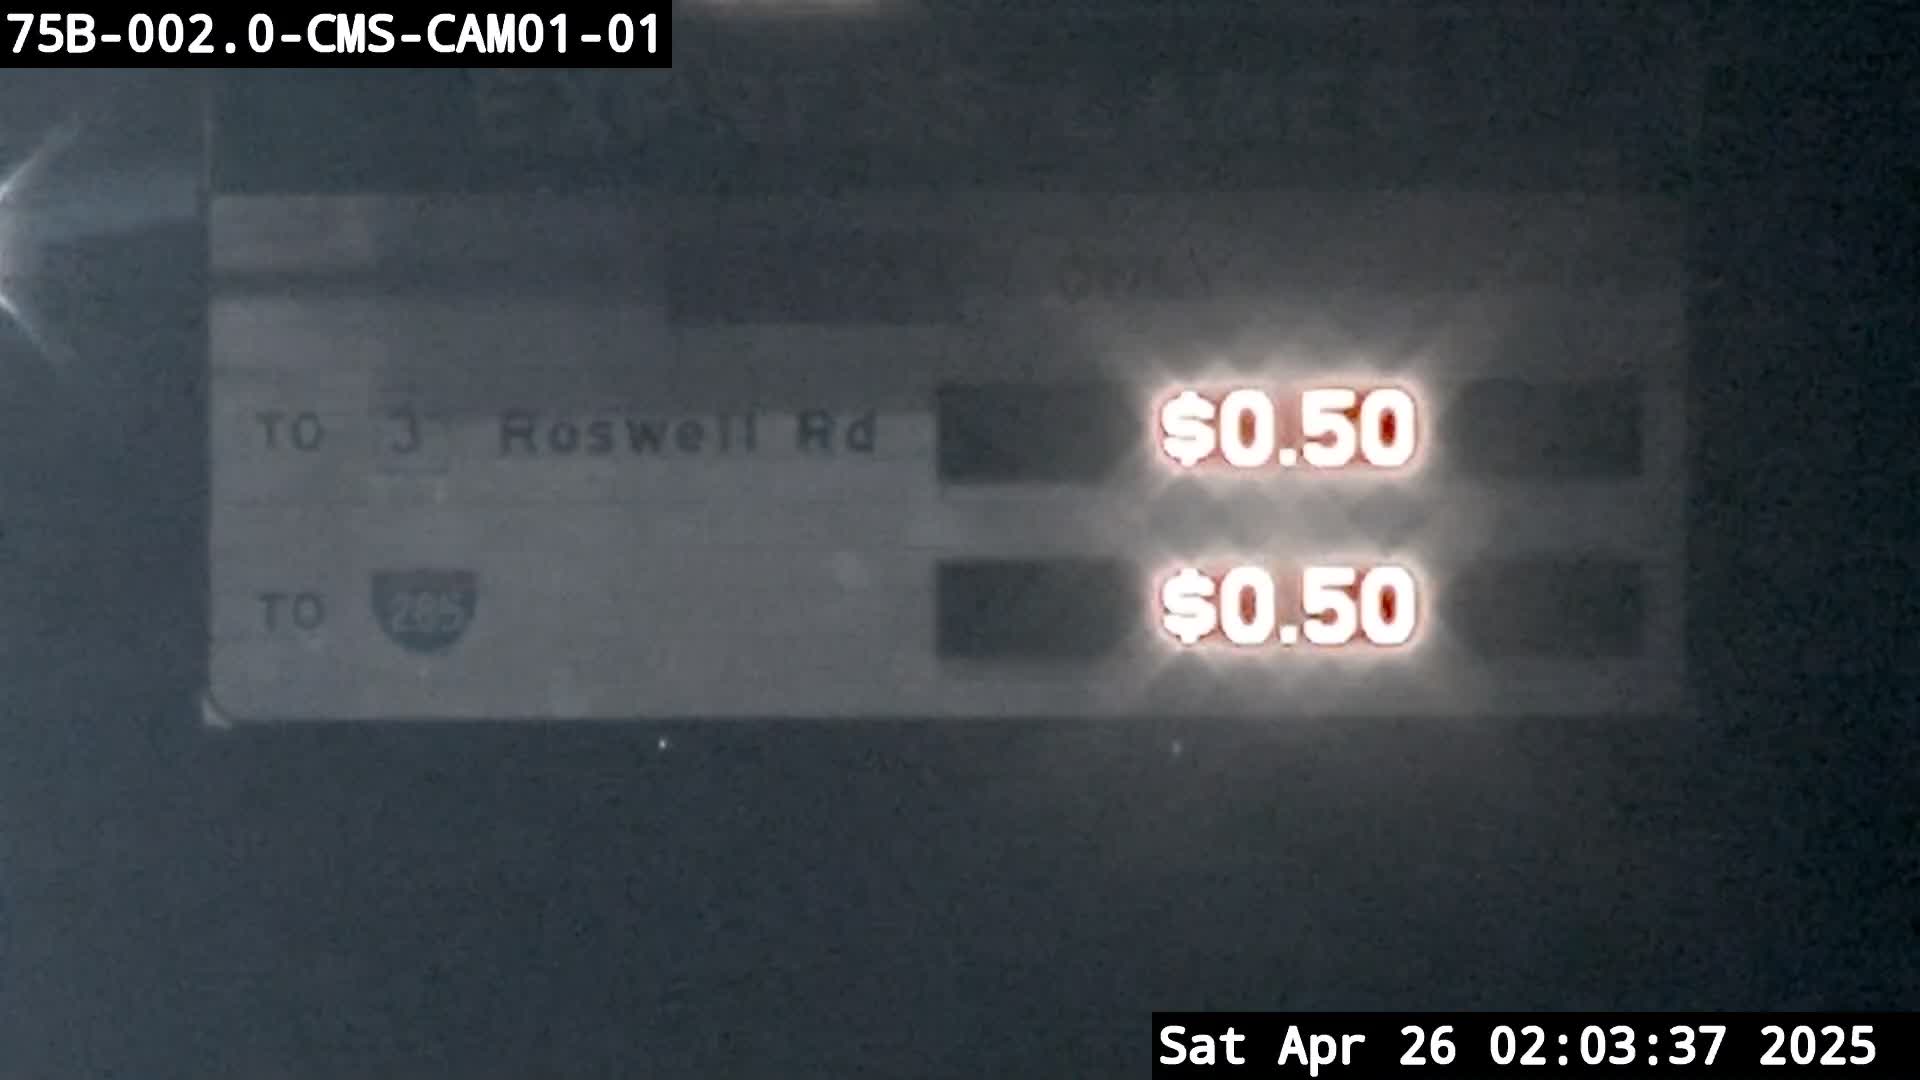 75B-002.0-CMS-CAM01-01
TO J Roswell Rd $0.50
TO 285 $0.50
Sat Apr 26 02:03:37 2025